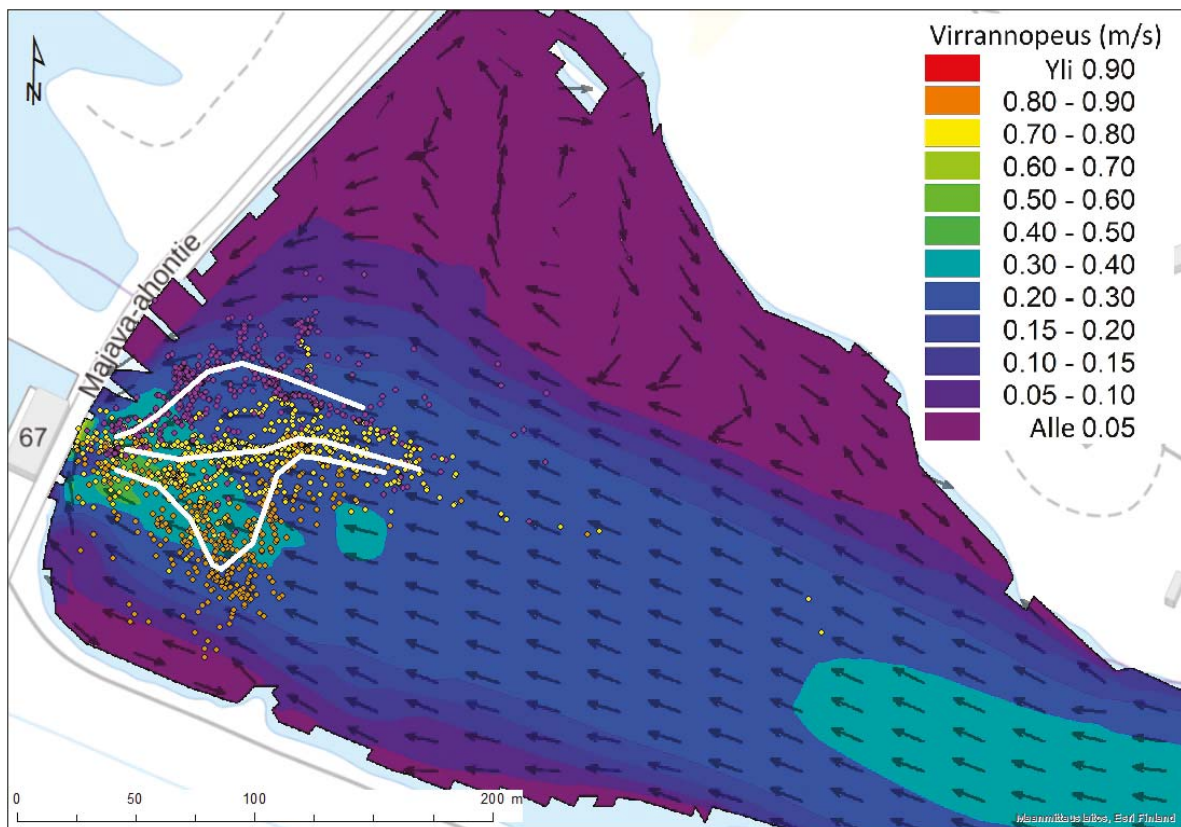 Virrannopeus (m/s)
Yli 0.90
0.80 - 0.90
0.70 - 0.80
0.60 - 0.70
0.50 - 0.60
0.40 - 0.50
0.30 - 0.40
0.20 - 0.30
0.15 - 0.20
0.10 - 0.15
0.05 - 0.10
Alle 0.05
N
Majava-ahontie
67
0 50 100 200 m
Maanmittauslaitos, Esri Finland